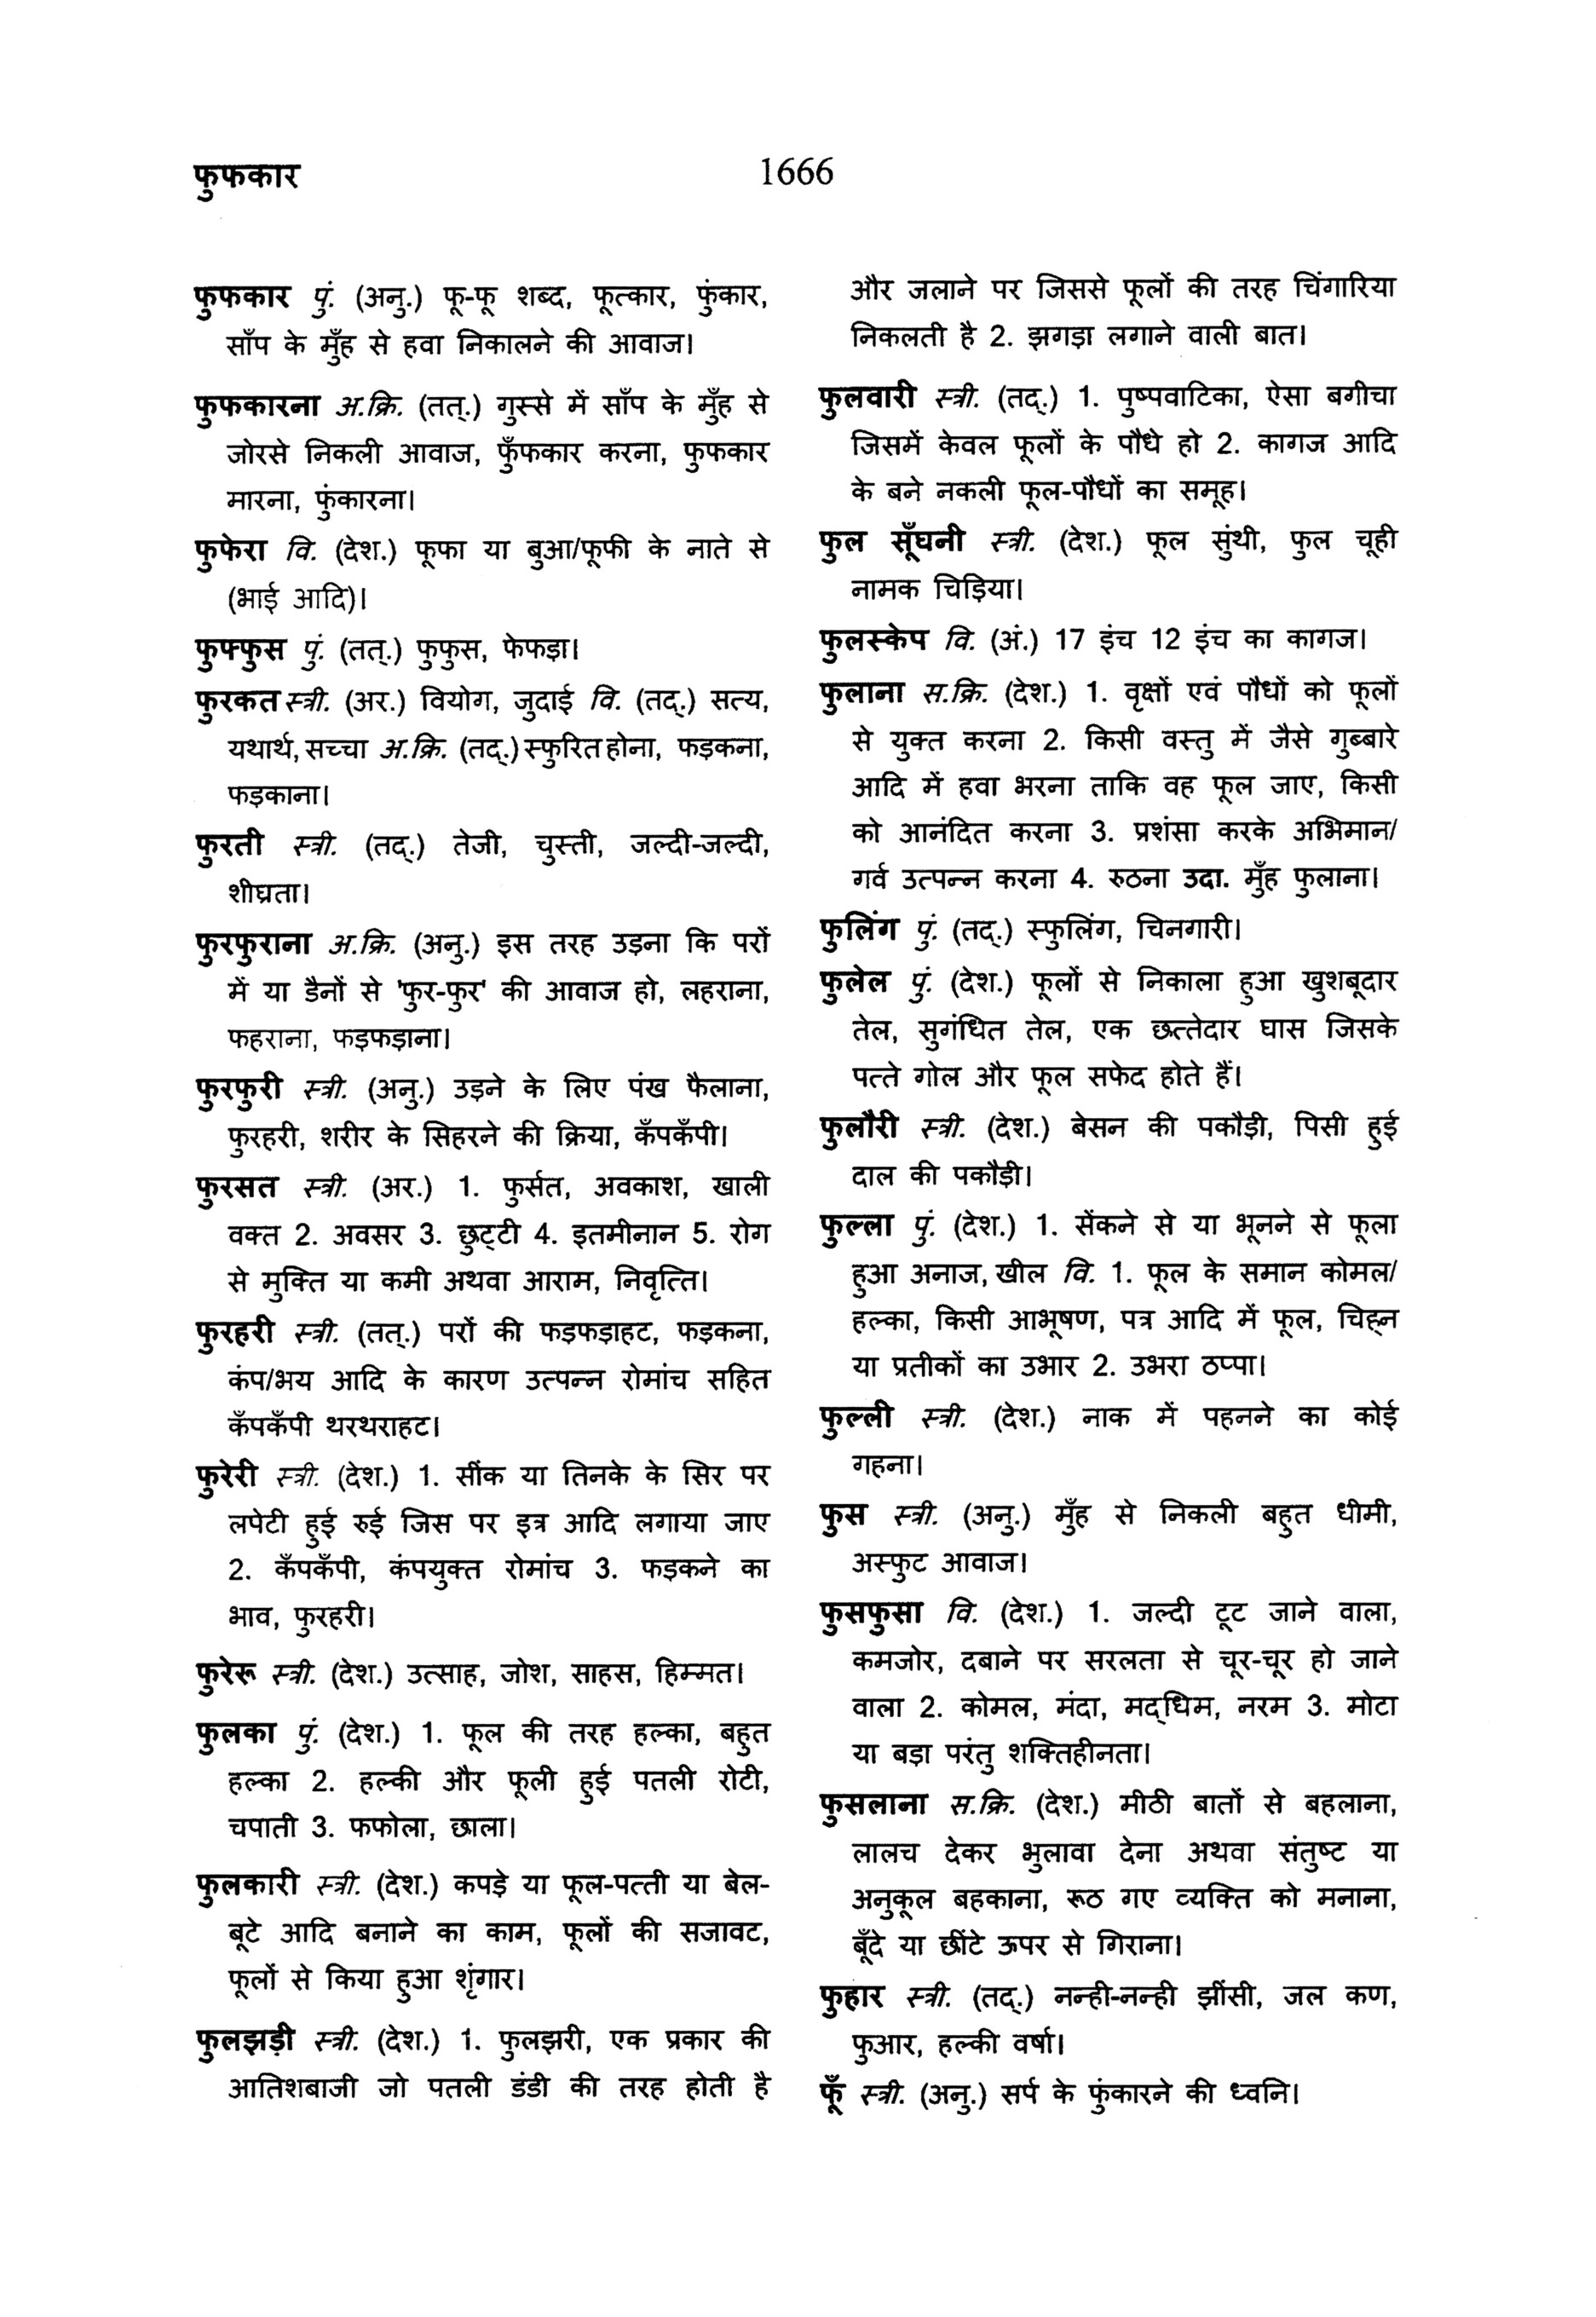 फुफकार
1666
फुफकार पुं. (अनु.) फू-फू शब्द, फूत्कार, फुंकार,
साँप के मुँह से हवा निकालने की आवाज।
फुफकारना अ.क्रि. (तत्.) गुस्से में साँप के मुँह से
जोरसे निकली आवाज, फुँफकार करना, फुफकार
मारना, फुंकारना।
फुफेरा वि. (देश.) फूफा या बुआ/फूफी के नाते से
(भाई आदि)।
फुफ्फुस पुं. (तत्.) फुफुस, फेफड़ा।
फुरकत स्त्री. (अर.) वियोग, जुदाई वि. (तद्.) सत्य,
यथार्थ, सच्चा अ.क्रि. (तद्.) स्फुरित होना, फड़कना,
फड़काना।
फुरती स्त्री. (तद्.) तेजी, चुस्ती, जल्दी-जल्दी,
शीघ्रता।
फुरफुराना अ.क्रि. (अनु.) इस तरह उड़ना कि परों
में या डैनों से 'फुर-फुर' की आवाज हो, लहराना,
फहराना, फड़फड़ाना।
फुरफुरी स्त्री. (अनु.) उड़ने के लिए पंख फैलाना,
फुरहरी, शरीर के सिहरने की क्रिया, कँपकँपी।
फुरसत स्त्री. (अर.) 1. फुर्सत, अवकाश, खाली
वक्त 2. अवसर 3. छुट्टी 4. इतमीनान 5. रोग
से मुक्ति या कमी अथवा आराम, निवृत्ति।
फुरहरी स्त्री. (तत्.) परों की फड़फड़ाहट, फड़कना,
कंप/भय आदि के कारण उत्पन्न रोमांच सहित
कँपकँपी थरथराहट।
फुरेरी स्त्री. (देश.) 1. सींक या तिनके के सिर पर
लपेटी हुई रुई जिस पर इत्र आदि लगाया जाए
2. कँपकँपी, कंपयुक्त रोमांच 3. फड़कने का
भाव, फुरहरी।
फुरेरू स्त्री. (देश.) उत्साह, जोश, साहस, हिम्मत।
फुलका पुं. (देश.) 1. फूल की तरह हल्का, बहुत
हल्का 2. हल्की और फूली हुई पतली रोटी,
चपाती 3. फफोला, छाला।
फुलकारी स्त्री. (देश.) कपड़े या फूल-पत्ती या बेल-
बूटे आदि बनाने का काम, फूलों की सजावट,
फूलों से किया हुआ शृंगार।
फुलझड़ी स्त्री. (देश.) 1. फुलझरी, एक प्रकार की
आतिशबाजी जो पतली डंडी की तरह होती है
और जलाने पर जिससे फूलों की तरह चिंगारिया
निकलती है 2. झगड़ा लगाने वाली बात।
फुलवारी स्त्री. (तद्.) 1. पुष्पवाटिका, ऐसा बगीचा
जिसमें केवल फूलों के पौधे हो 2. कागज आदि
के बने नकली फूल-पौधों का समूह।
फुल सूँघनी स्त्री. (देश.) फूल सुंथी, फुल चूही
नामक चिड़िया।
फुलस्केप वि. (अं.) 17 इंच 12 इंच का कागज।
फुलाना स.क्रि. (देश.) 1. वृक्षों एवं पौधों को फूलों
से युक्त करना 2. किसी वस्तु में जैसे गुब्बारे
आदि में हवा भरना ताकि वह फूल जाए, किसी
को आनंदित करना 3. प्रशंसा करके अभिमान/
गर्व उत्पन्न करना 4. रुठना उदा. मुँह फुलाना।
फुलिंग पुं. (तद्.) स्फुलिंग, चिनगारी।
फुलेल पुं. (देश.) फूलों से निकाला हुआ खुशबूदार
तेल, सुगंधित तेल, एक छत्तेदार घास जिसके
पत्ते गोल और फूल सफेद होते हैं।
फुलौरी स्त्री. (देश.) बेसन की पकौड़ी, पिसी हुई
दाल की पकौड़ी।
फुल्ला पुं. (देश.) 1. सेंकने से या भूनने से फूला
हुआ अनाज, खील वि. 1. फूल के समान कोमल/
हल्का, किसी आभूषण, पत्र आदि में फूल, चिह्न
या प्रतीकों का उभार 2. उभरा ठप्पा।
फुल्ली स्त्री. (देश.) नाक में पहनने का कोई
गहना।
फुस स्त्री. (अनु.) मुँह से निकली बहुत धीमी,
अस्फुट आवाज।
फुसफुसा वि. (देश.) 1. जल्दी टूट जाने वाला,
कमजोर, दबाने पर सरलता से चूर-चूर हो जाने
वाला 2. कोमल, मंदा, मद्धिम, नरम 3. मोटा
या बड़ा परंतु शक्तिहीनता।
फुसलाना स.क्रि. (देश.) मीठी बातों से बहलाना,
लालच देकर भुलावा देना अथवा संतुष्ट या
अनुकूल बहकाना, रूठ गए व्यक्ति को मनाना,
बूँदे या छींटे ऊपर से गिराना।
फुहार स्त्री. (तद्.) नन्ही-नन्ही झींसी, जल कण,
फुआर, हल्की वर्षा।
फूँ स्त्री. (अनु.) सर्प के फुंकारने की ध्वनि।